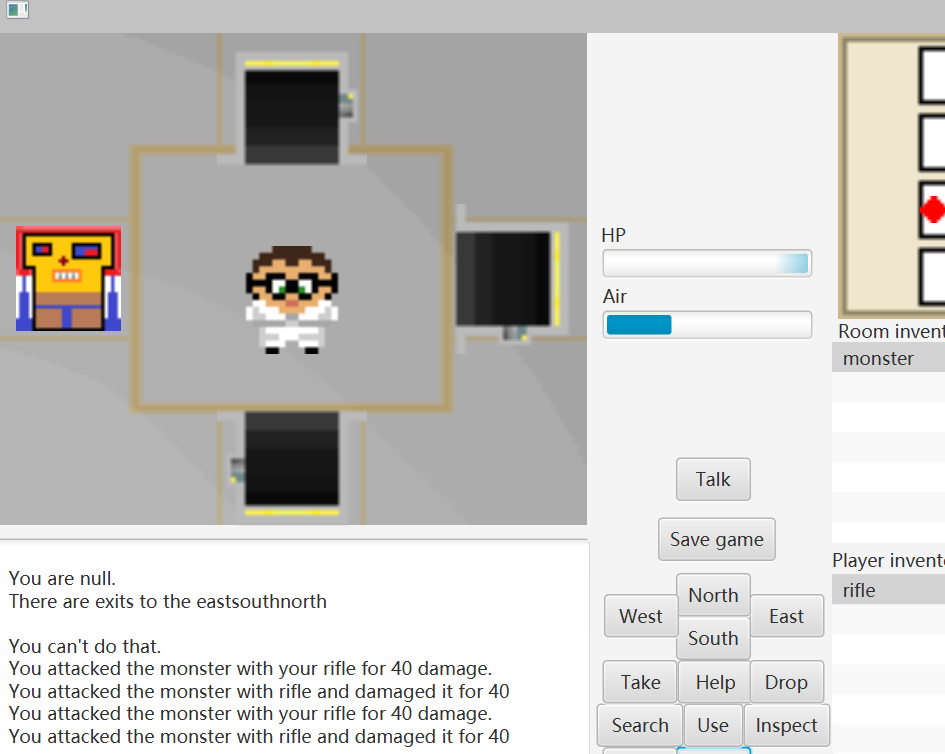 HP
Air
Room invent
monster
Talk
Save game
Player invent
rifle
You are null.
There are exits to the eastsouthnorth
You can't do that.
You attacked the monster with your rifle for 40 damage.
You attacked the monster with rifle and damaged it for 40
You attacked the monster with your rifle for 40 damage.
You attacked the monster with rifle and damaged it for 40
North
West
East
South
Take
Help
Drop
Search
Use
Inspect